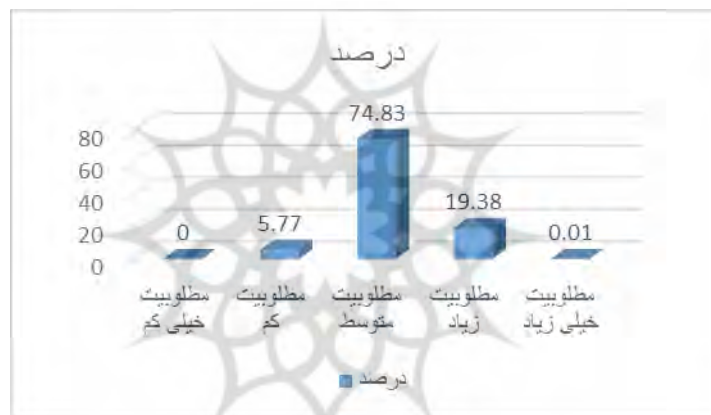 درصد
74.83
19.38
5.77
0
0.01
80
60
40
20
0
مطلوبیت
خیلی کم
مطلوبیت
کم
مطلوبیت
متوسط
مطلوبیت
زیاد
مطلوبیت
خیلی زیاد
درصد